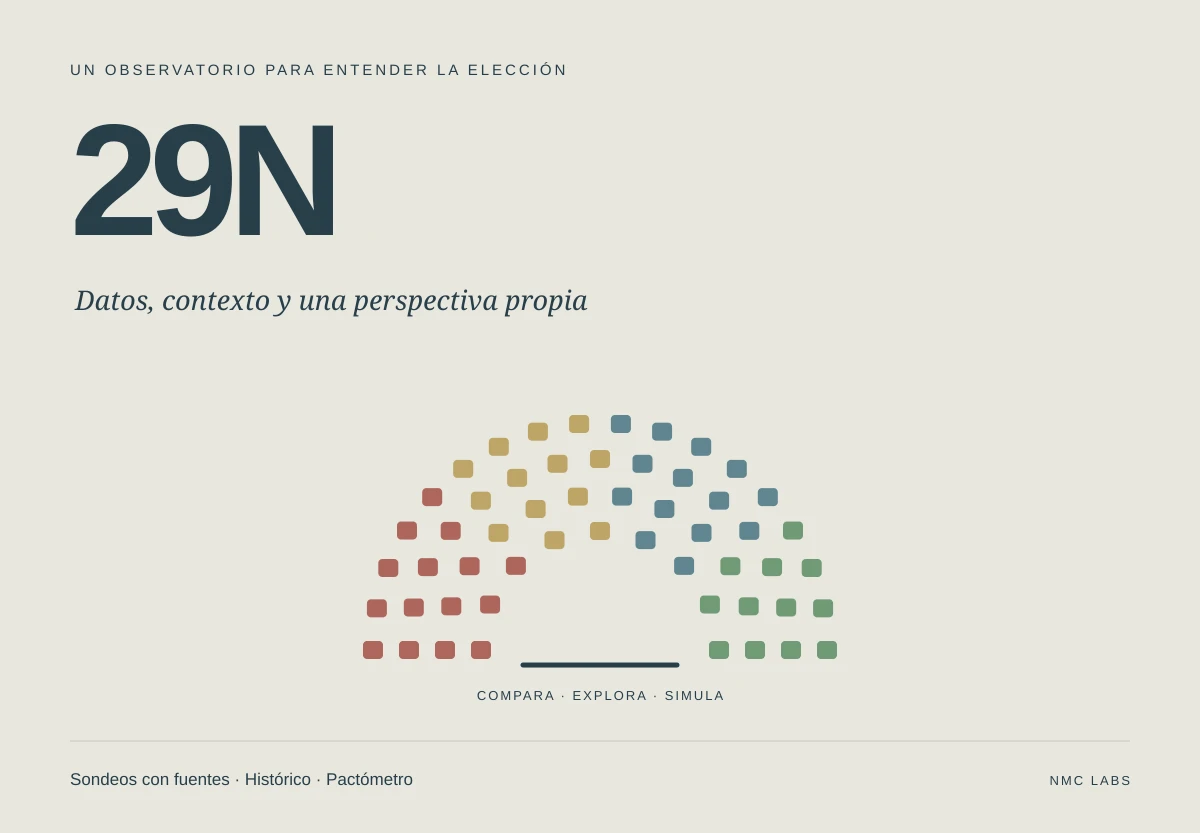 UN OBSERVATORIO PARA ENTENDER LA ELECCIÓN
29N
Datos, contexto y una perspectiva propia
COMPARA · EXPLORA · SIMULA
Sondeos con fuentes · Histórico · Pactómetro
NMC LABS